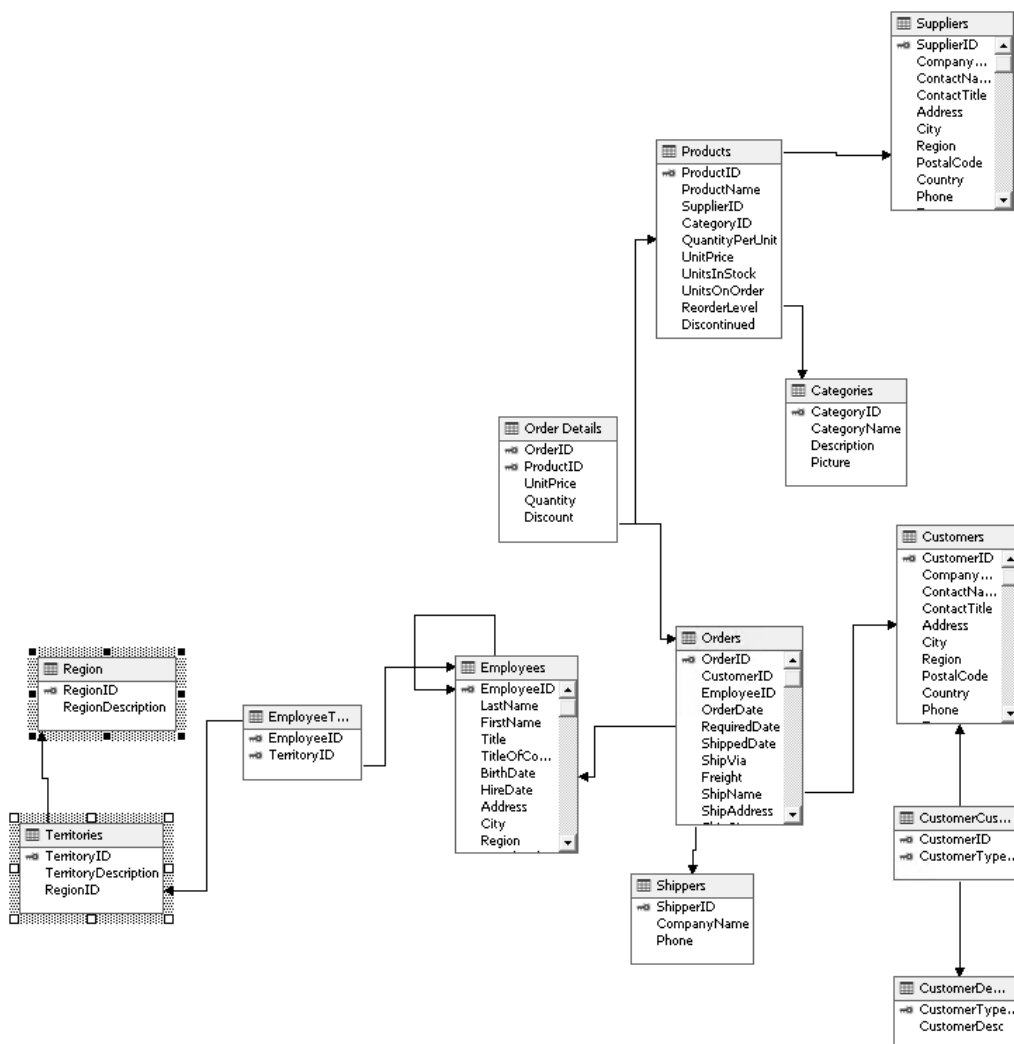 Suppliers
SupplierID
Company...
ContactNa...
ContactTitle
Address
City
Region
PostalCode
Country
Phone
Products
ProductID
ProductName
SupplierID
CategoryID
QuantityPerUnit
UnitPrice
UnitsInStock
UnitsOnOrder
ReorderLevel
Discontinued
Categories
CategoryID
CategoryName
Description
Picture
Order Details
OrderID
ProductID
UnitPrice
Quantity
Discount
Customers
CustomerID
Company...
ContactNa...
ContactTitle
Address
City
Region
PostalCode
Country
Phone
Orders
OrderID
CustomerID
EmployeeID
OrderDate
RequiredDate
ShippedDate
ShipVia
Freight
ShipName
ShipAddress
Employees
EmployeeID
LastName
FirstName
Title
TitleOfCo...
BirthDate
HireDate
Address
City
Region
Region
RegionID
RegionDescription
EmployeeT...
EmployeeID
TerritoryID
Territories
TerritoryID
TerritoryDescription
RegionID
Shippers
ShipperID
CompanyName
Phone
CustomerCus...
CustomerID
CustomerType...
CustomerDe...
CustomerType...
CustomerDesc